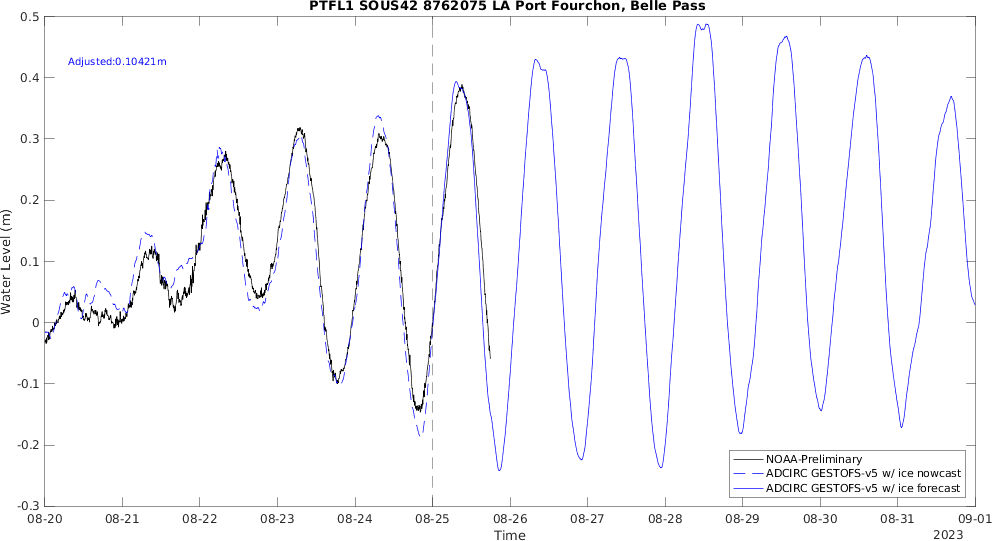 PTFL1 SOUS42 8762075 LA Port Fourchon, Belle Pass
Adjusted:0.10421m
Water Level (m)
0.5
0.4
0.3
0.2
0.1
0
-0.1
-0.2
-0.3
NOAA-Preliminary
ADCIRC GESTOFS-v5 w/ ice nowcast
ADCIRC GESTOFS-v5 w/ ice forecast
08-20 08-21 08-22 08-23 08-24 08-25 08-26 08-27 08-28 08-29 08-30 08-31 09-01
Time
2023